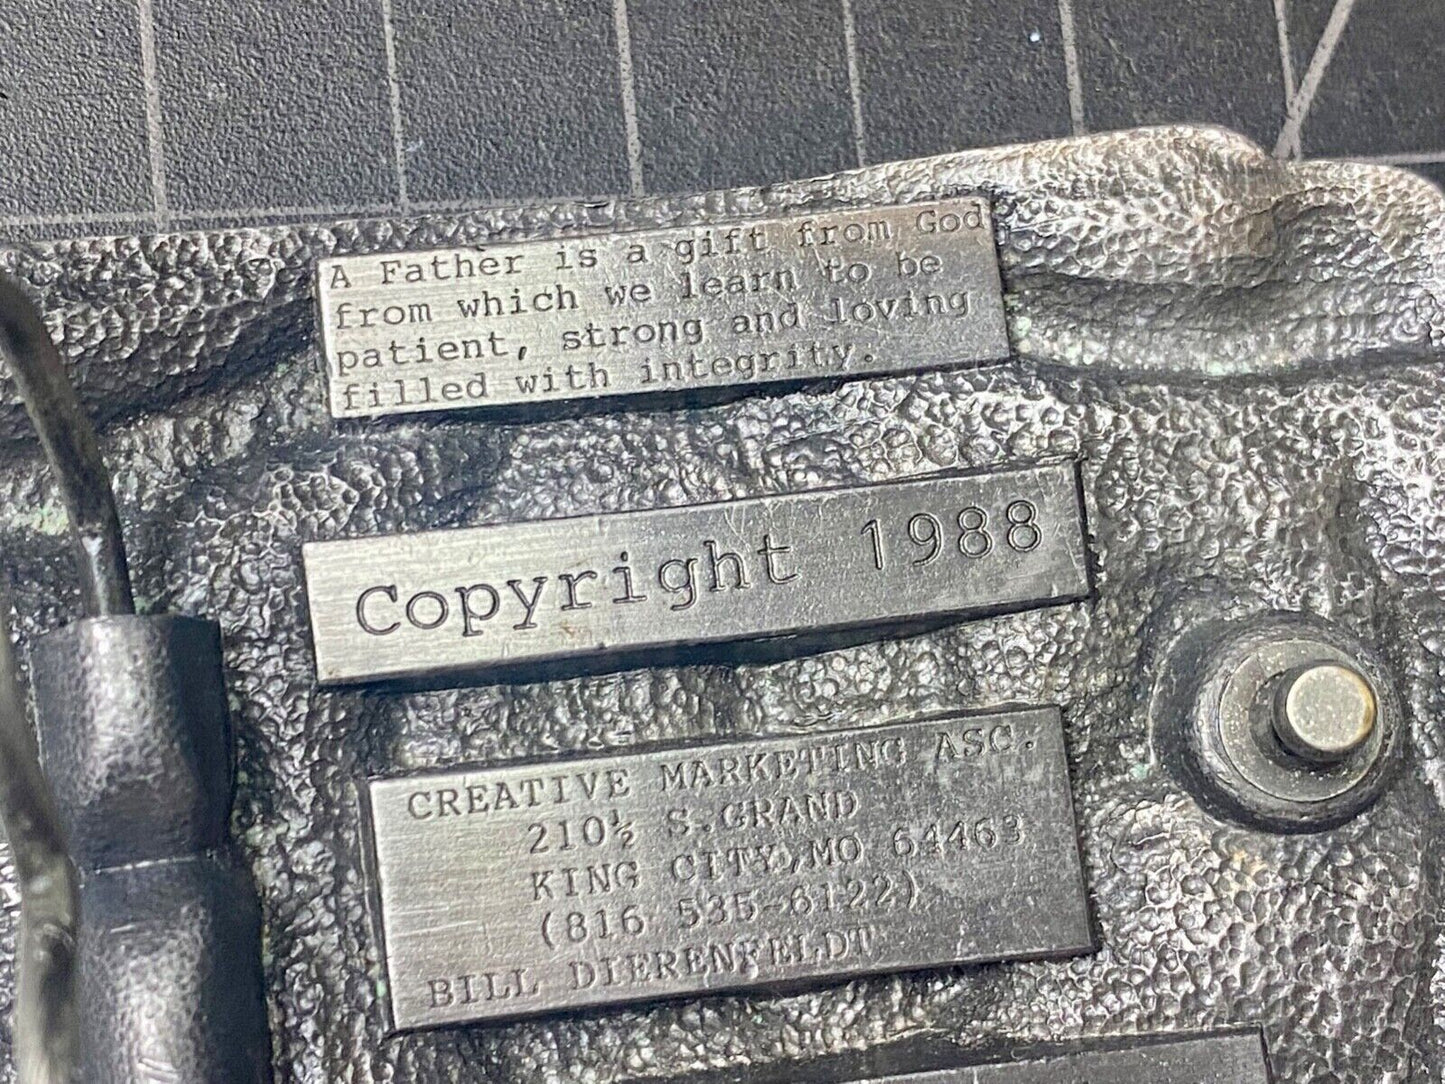 A Father is a gift from God
from which we learn to be
patient, strong and loving
filled with integrity.
Copyright 1988
CREATIVE MARKETING ASC.
210½ S.GRAND
KING CITY,MO 64463
(816 535-6122)
BILL DIERENFELDT